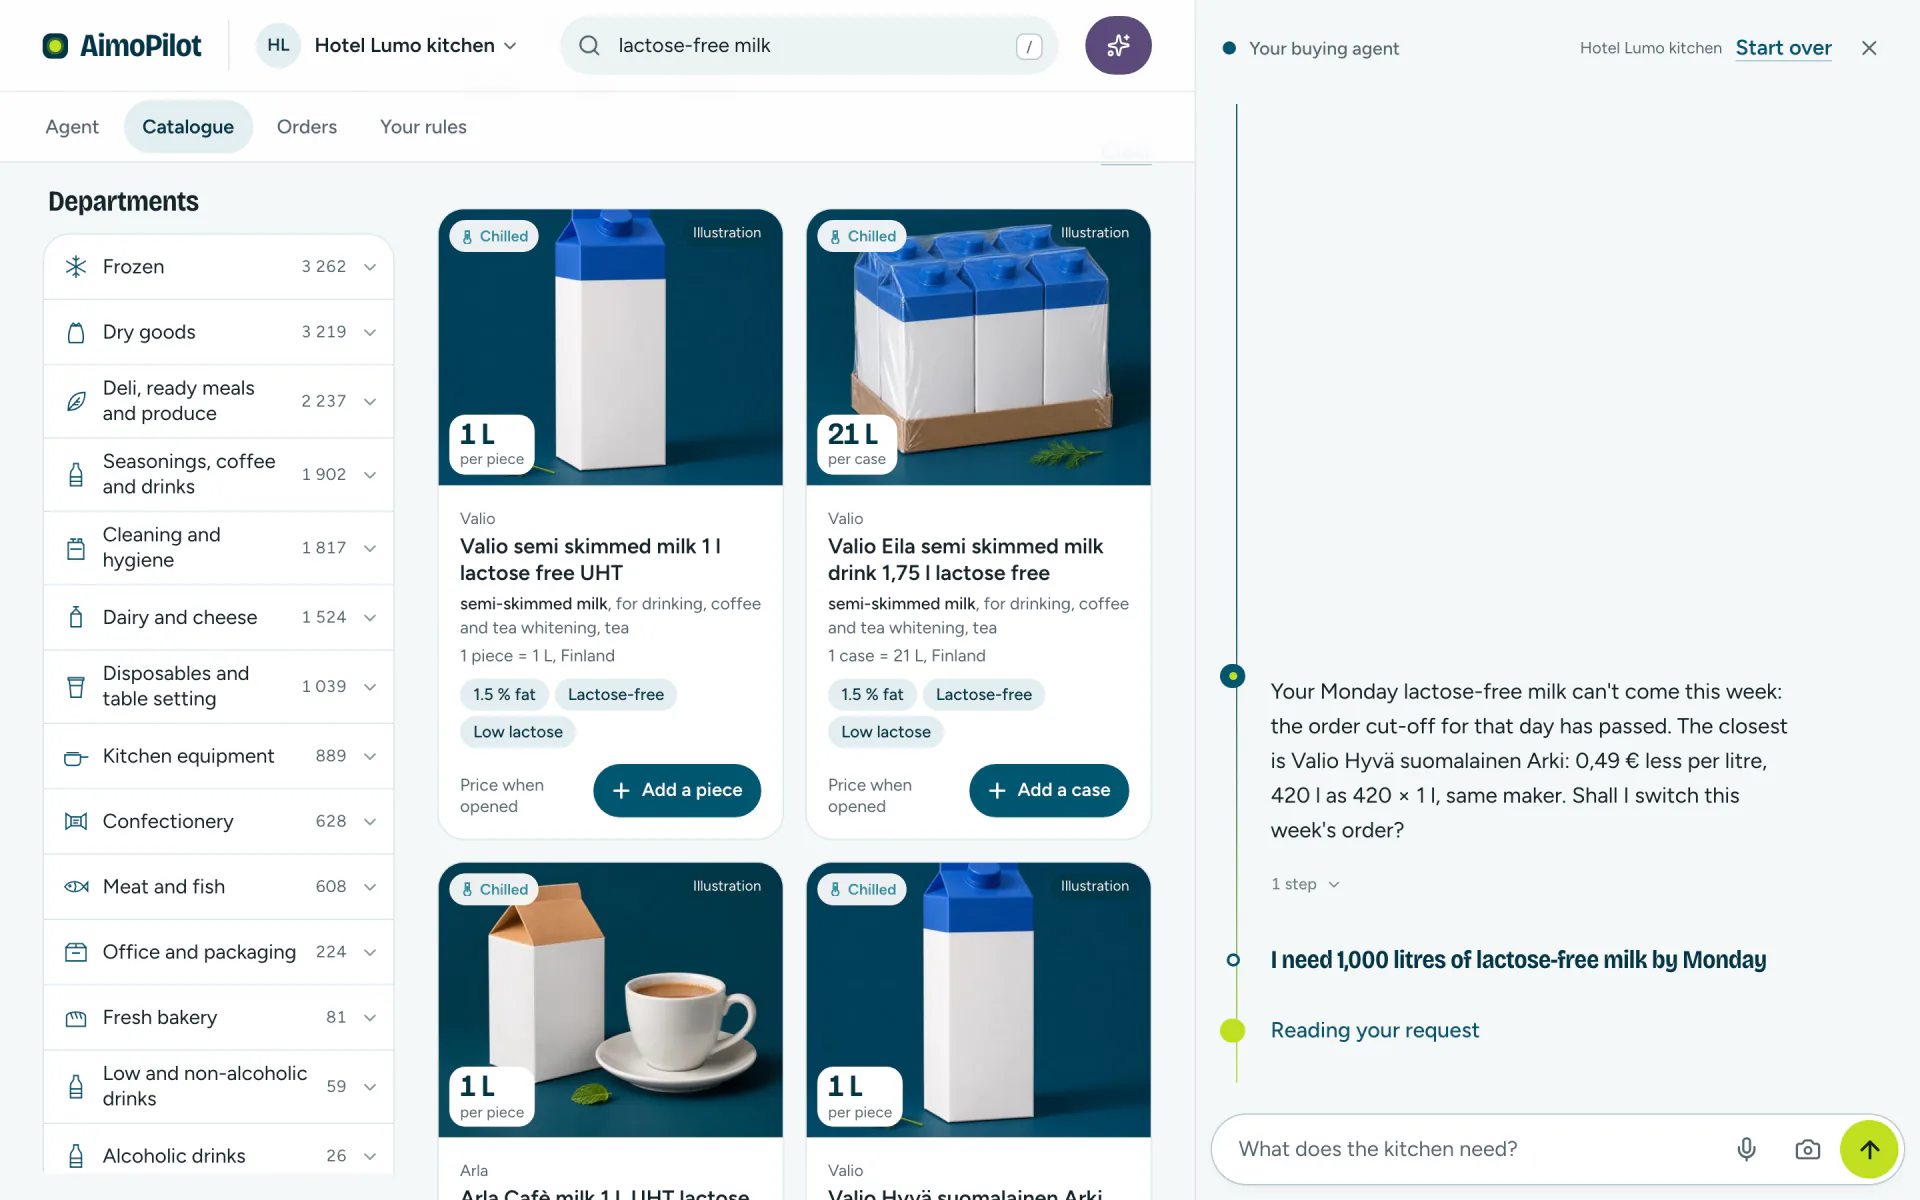 AimoPilot
HL
Hotel Lumo kitchen
lactose-free milk
/
Agent
Catalogue
Orders
Your rules
Departments
Frozen 3 262
Dry goods 3 219
Deli, ready meals
and produce 2 237
Seasonings, coffee
and drinks 1 902
Cleaning and
hygiene 1 817
Dairy and cheese 1 524
Disposables and
table setting 1 039
Kitchen equipment 889
Confectionery 628
Meat and fish 608
Office and packaging 224
Fresh bakery 81
Low and non-alcoholic
drinks 59
Alcoholic drinks 26
Chilled
Illustration
1 L
per piece
Valio
Valio semi skimmed milk 1 l
lactose free UHT
semi-skimmed milk, for drinking, coffee
and tea whitening, tea
1 piece = 1 L, Finland
1.5 % fat
Lactose-free
Low lactose
Price when
opened
Add a piece
Chilled
Illustration
21 L
per case
Valio
Valio Eila semi skimmed milk
drink 1,75 l lactose free
semi-skimmed milk, for drinking, coffee
and tea whitening, tea
1 case = 21 L, Finland
1.5 % fat
Lactose-free
Low lactose
Price when
opened
Add a case
Chilled
Illustration
1 L
per piece
Arla
Arla Cafè milk 1 L UHT lactose
Chilled
Illustration
1 L
per piece
Valio
Valio Hyvä suomalainen Arki
Your buying agent
Hotel Lumo kitchen
Start over
Your Monday lactose-free milk can't come this week:
the order cut-off for that day has passed. The closest
is Valio Hyvä suomalainen Arki: 0,49 € less per litre,
420 l as 420 × 1 l, same maker. Shall I switch this
week's order?
1 step
I need 1,000 litres of lactose-free milk by Monday
Reading your request
What does the kitchen need?